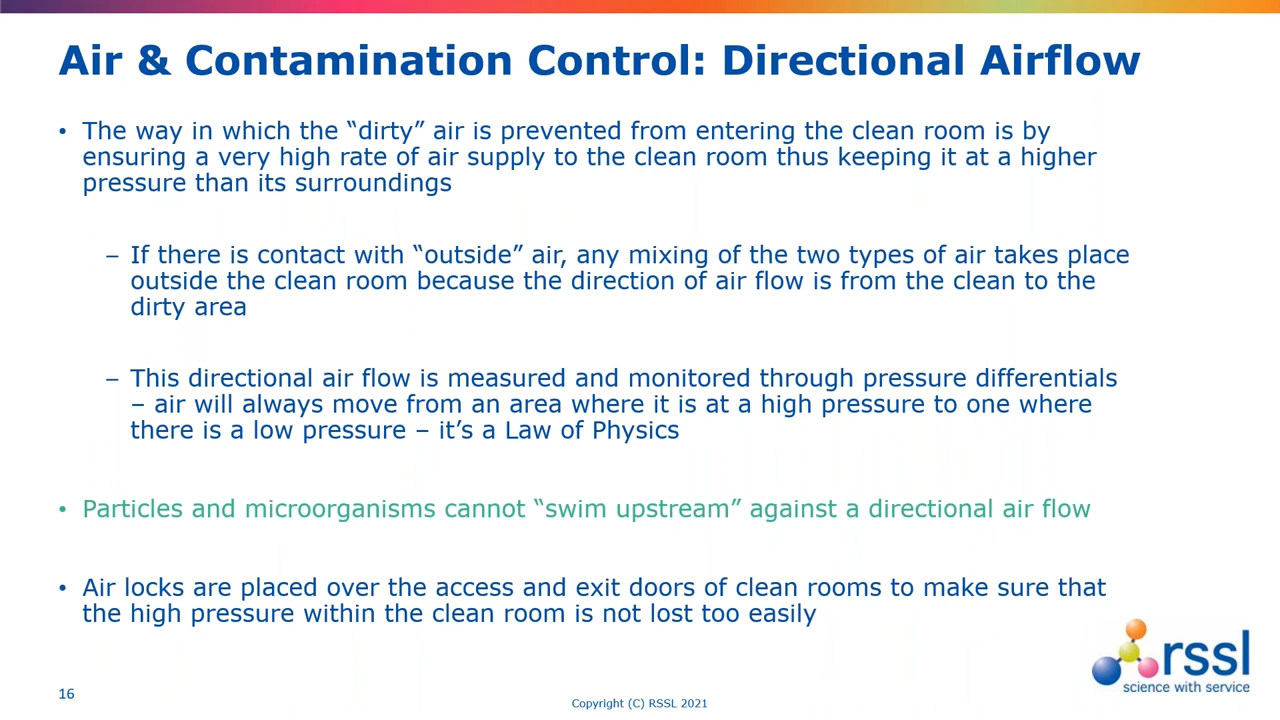 Air & Contamination Control: Directional Airflow
• The way in which the “dirty” air is prevented from entering the clean room is by
ensuring a very high rate of air supply to the clean room thus keeping it at a higher
pressure than its surroundings
– If there is contact with “outside” air, any mixing of the two types of air takes place
outside the clean room because the direction of air flow is from the clean to the
dirty area
– This directional air flow is measured and monitored through pressure differentials
– air will always move from an area where it is at a high pressure to one where
there is a low pressure – it’s a Law of Physics
• Particles and microorganisms cannot “swim upstream” against a directional air flow
• Air locks are placed over the access and exit doors of clean rooms to make sure that
the high pressure within the clean room is not lost too easily
rssl
science with service
16
Copyright (C) RSSL 2021